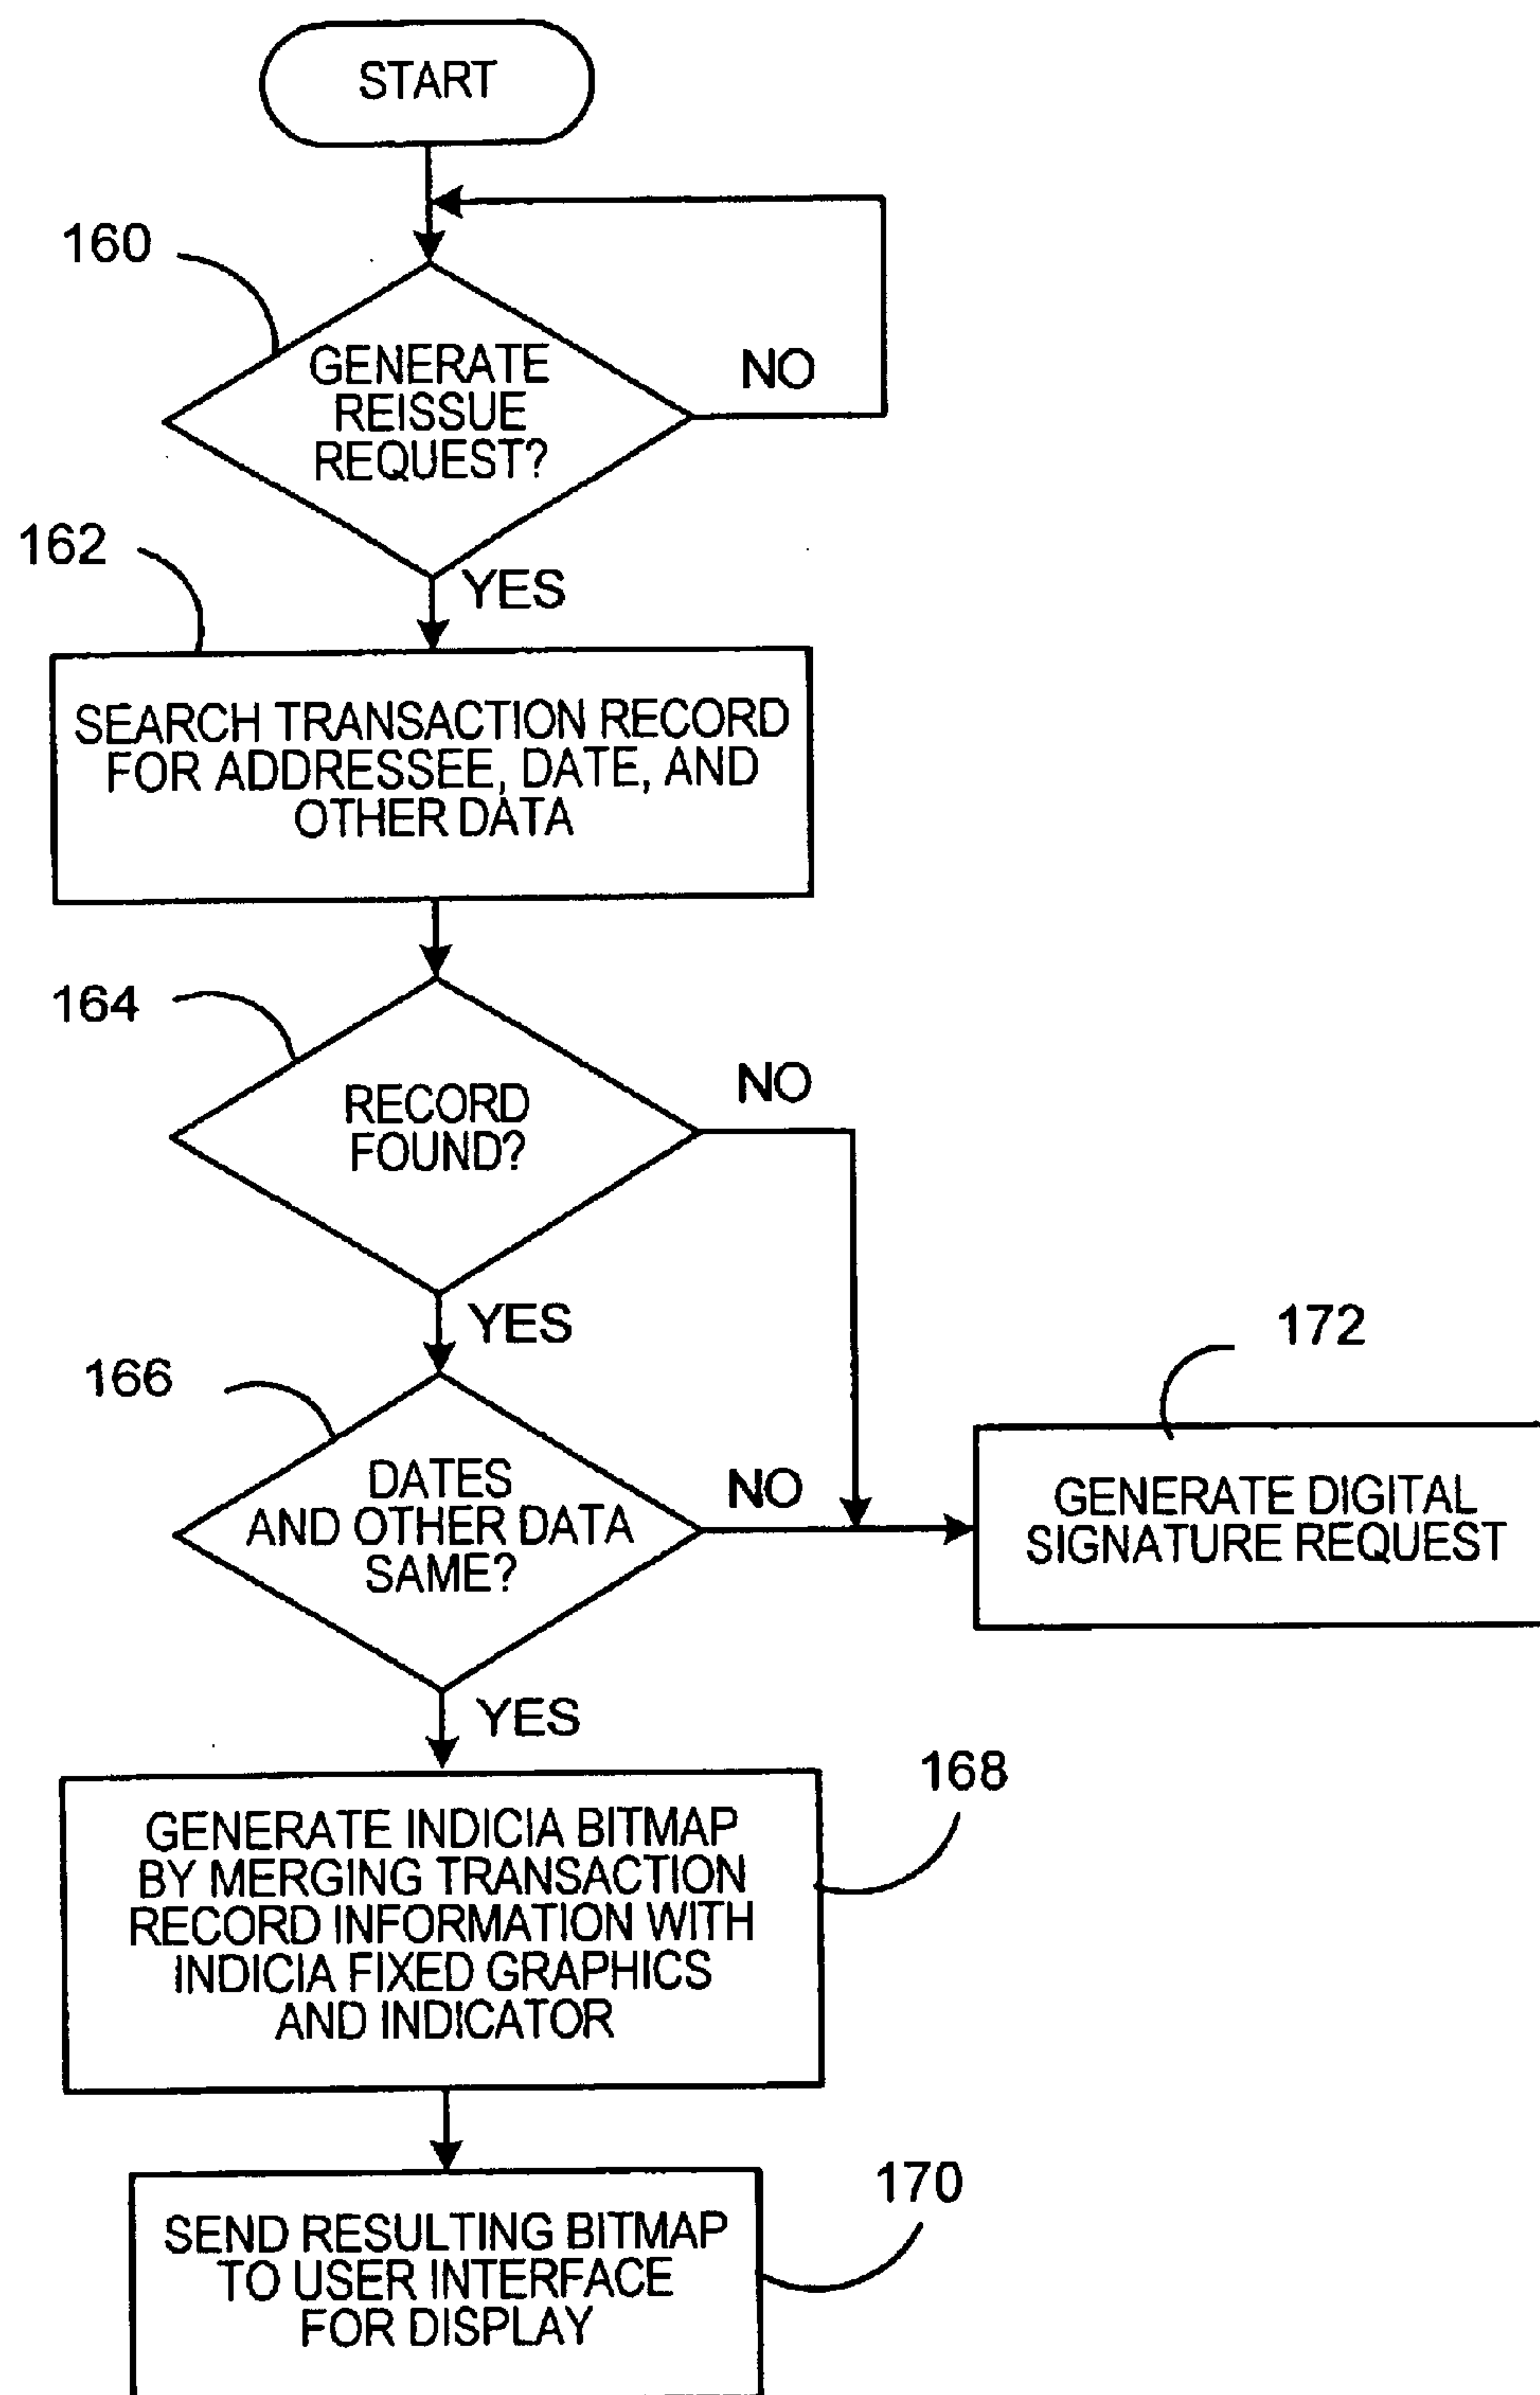 START
160
GENERATE
REISSUE
REQUEST?
NO
162
YES
SEARCH TRANSACTION RECORD
FOR ADDRESSEE, DATE, AND
OTHER DATA
164
RECORD
FOUND?
NO
YES
166
DATES
AND OTHER DATA
SAME?
NO
172
GENERATE DIGITAL
SIGNATURE REQUEST
YES
168
GENERATE INDICIA BITMAP
BY MERGING TRANSACTION
RECORD INFORMATION WITH
INDICIA FIXED GRAPHICS
AND INDICATOR
170
SEND RESULTING BITMAP
TO USER INTERFACE
FOR DISPLAY